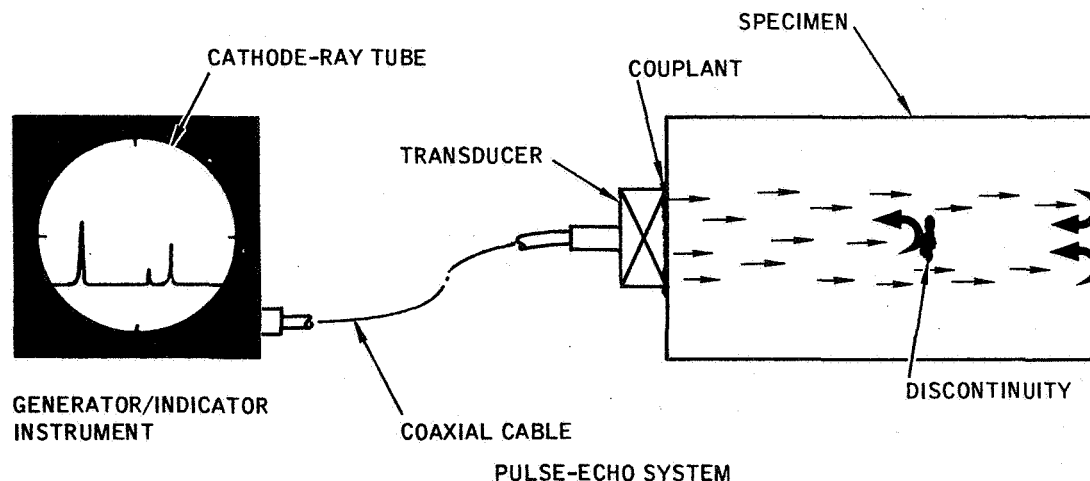 SPECIMEN
CATHODE-RAY TUBE
COUPLANT
TRANSDUCER
DISCONTINUITY
GENERATOR/INDICATOR
INSTRUMENT
COAXIAL CABLE
PULSE-ECHO SYSTEM